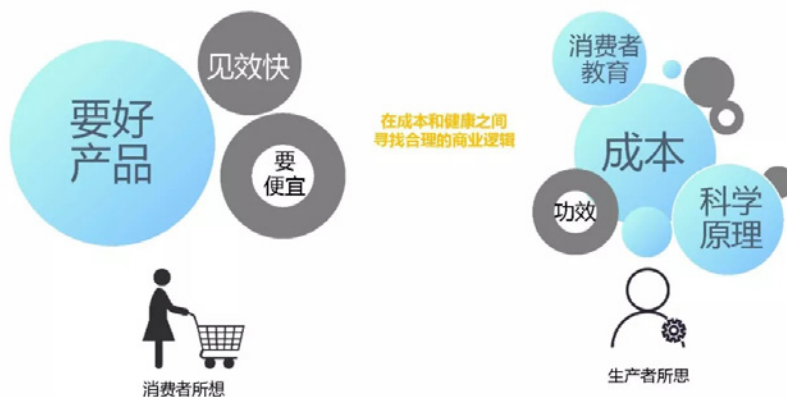 见效快
要好
产品
要
便宜
消费者所想
在成本和健康之间
寻找合理的商业逻辑
消费者
教育
成本
功效
科学
原理
生产者所思